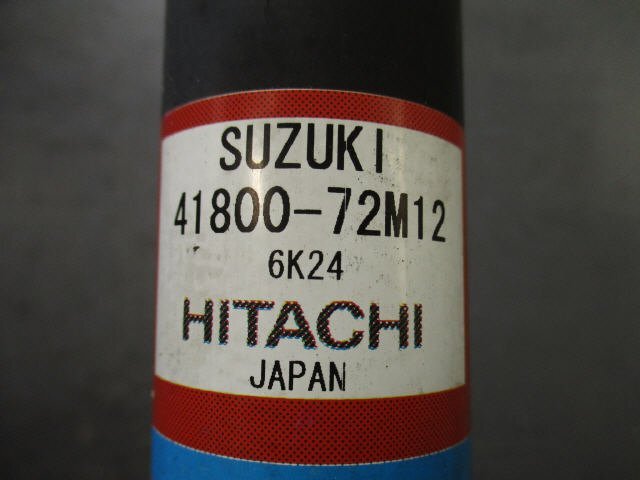 SUZUKI
41800-72M12
6K24
HITACHI
JAPAN